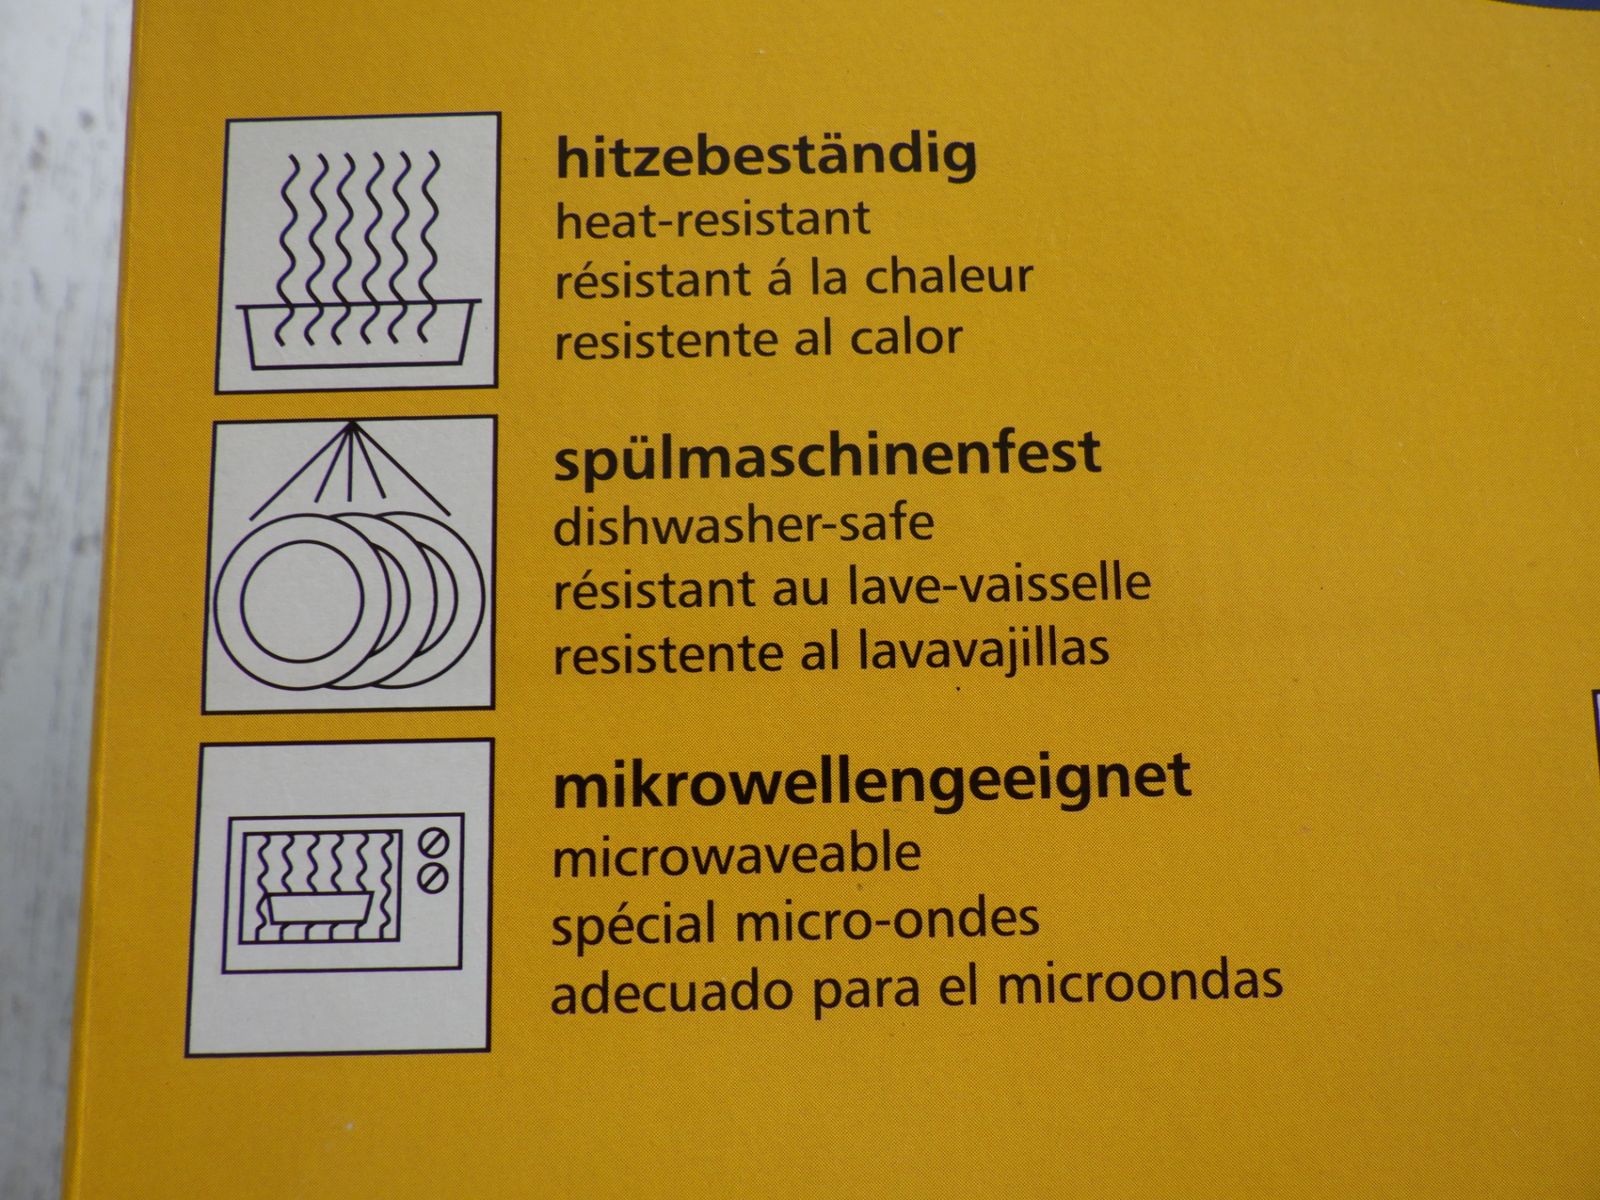 hitzebeständig
heat-resistant
résistant á la chaleur
resistente al calor
spülmaschinenfest
dishwasher-safe
résistant au lave-vaisselle
resistente al lavavajillas
mikrowellengeeignet
microwaveable
spécial micro-ondes
adecuado para el microondas